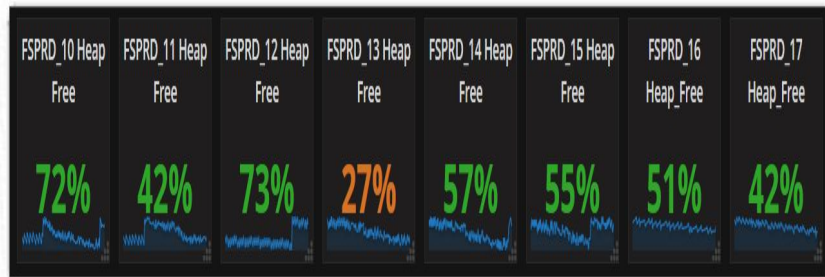 FSPRD_10 Heap
Free
72%
FSPRD_11 Heap
Free
42%
FSPRD_12 Heap
Free
73%
FSPRD_13 Heap
Free
27%
FSPRD_14 Heap
Free
57%
FSPRD_15 Heap
Free
55%
FSPRD_16
Heap_Free
51%
FSPRD_17
Heap_Free
42%